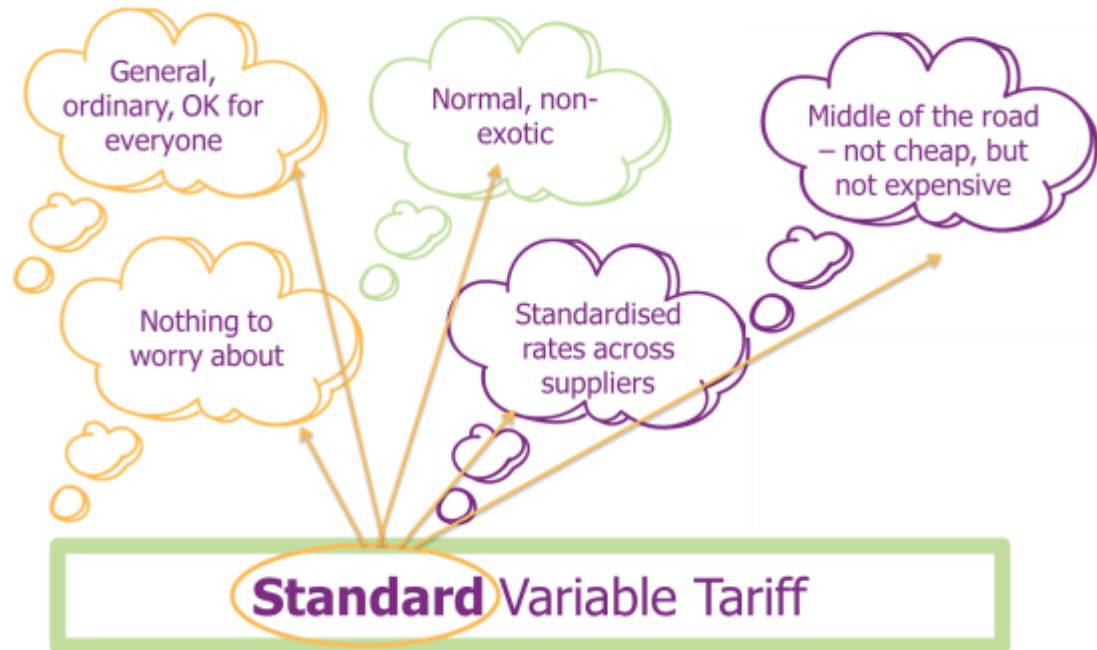 General,
ordinary, OK for
everyone
Normal, non-
exotic
Middle of the road
– not cheap, but
not expensive
Nothing to
worry about
Standardised
rates across
suppliers
Standard Variable Tariff